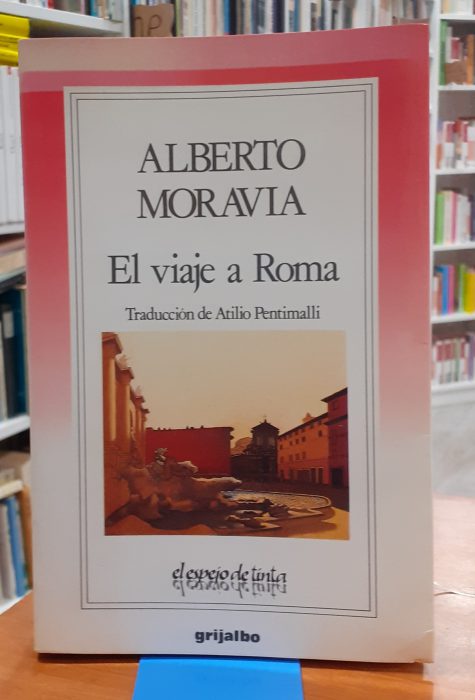 ALBERTO
MORAVIA
El viaje a Roma
Traducción de Atilio Pentimalli
el espejo de tinta
grijalbo